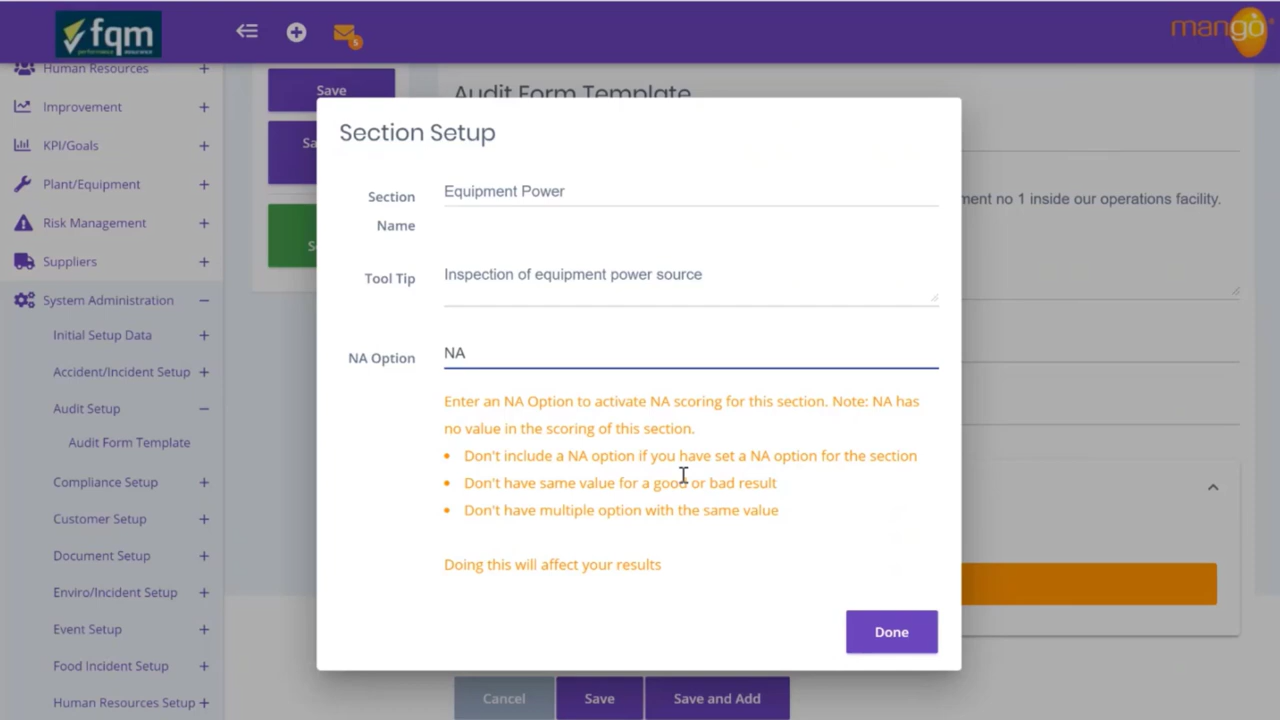 fqm
performance assurance
5
mango
Human Resources +
Improvement +
KPI/Goals +
Plant/Equipment +
Risk Management +
Suppliers +
System Administration −
Initial Setup Data +
Accident/Incident Setup +
Audit Setup −
Audit Form Template
Compliance Setup +
Customer Setup +
Document Setup +
Enviro/Incident Setup +
Event Setup +
Food Incident Setup +
Human Resources Setup +
Save
Sa
S
Audit Form Template
ment no 1 inside our operations facility.
Section Setup
Section Name
Equipment Power
Tool Tip
Inspection of equipment power source
NA Option
NA
Enter an NA Option to activate NA scoring for this section. Note: NA has
no value in the scoring of this section.
• Don't include a NA option if you have set a NA option for the section
• Don't have same value for a good or bad result
• Don't have multiple option with the same value
Doing this will affect your results
Done
Cancel
Save
Save and Add